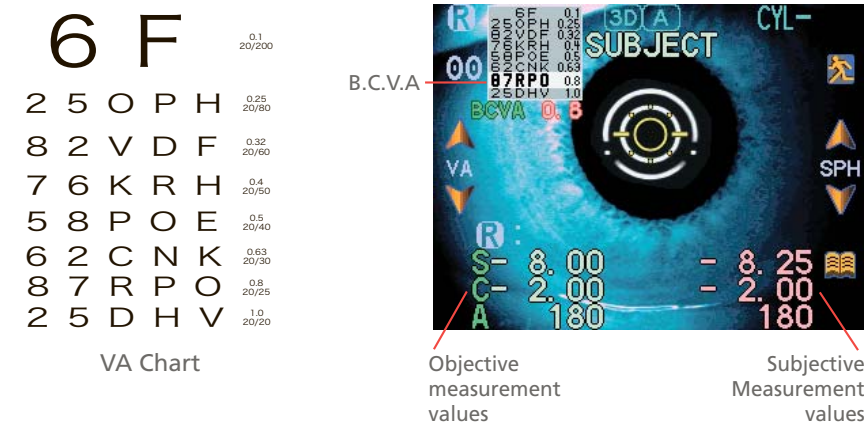 6 F 0.1 20/200
2 5 O P H 0.25 20/80
8 2 V D F 0.32 20/60
7 6 K R H 0.4 20/50
5 8 P O E 0.5 20/40
6 2 C N K 0.63 20/30
8 7 R P O 0.8 20/25
2 5 D H V 1.0 20/20
VA Chart
B.C.V.A
R
6F 0.1
25OPH 0.25
82VDF 0.32
76KRH 0.4
58POE 0.5
62CNK 0.63
87RPO 0.8
25DHV 1.0
3D A CYL-
SUBJECT
00
BCVA 0.8
VA
SPH
R:
S- 8.00 - 8.25
C- 2.00 - 2.00
A 180 180
Objective
measurement
values
Subjective
Measurement
values